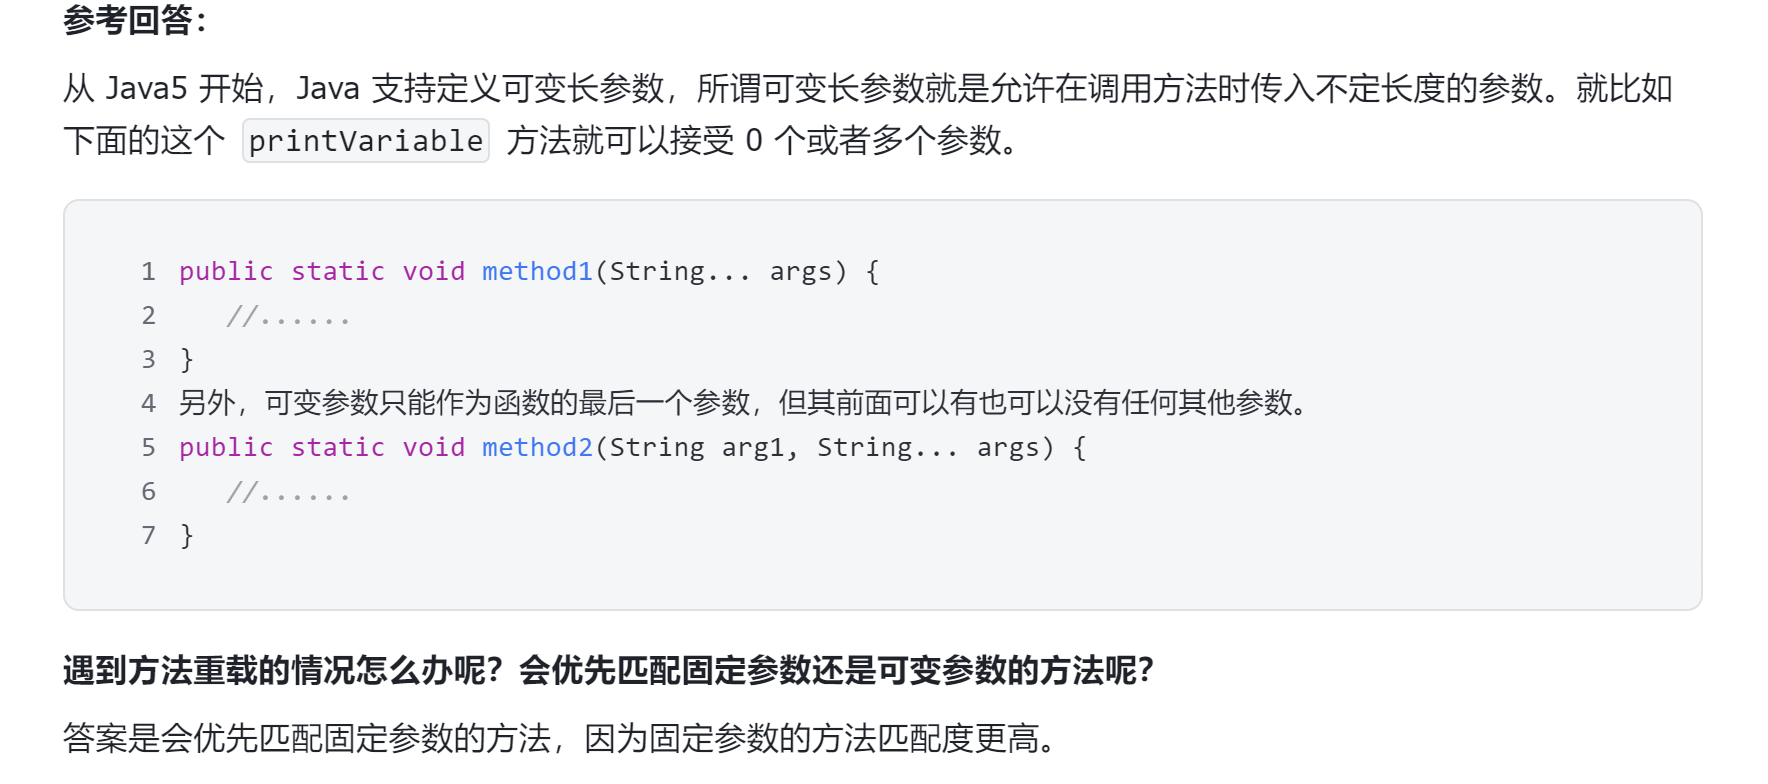 参考回答：
从 Java5 开始，Java 支持定义可变长参数，所谓可变长参数就是允许在调用方法时传入不定长度的参数。就比如
下面的这个 printVariable 方法就可以接受 0 个或者多个参数。
1 public static void method1(String... args) {
2    //......
3 }
4 另外，可变参数只能作为函数的最后一个参数，但其前面可以有也可以没有任何其他参数。
5 public static void method2(String arg1, String... args) {
6    //......
7 }
遇到方法重载的情况怎么办呢？会优先匹配固定参数还是可变参数的方法呢？
答案是会优先匹配固定参数的方法，因为固定参数的方法匹配度更高。